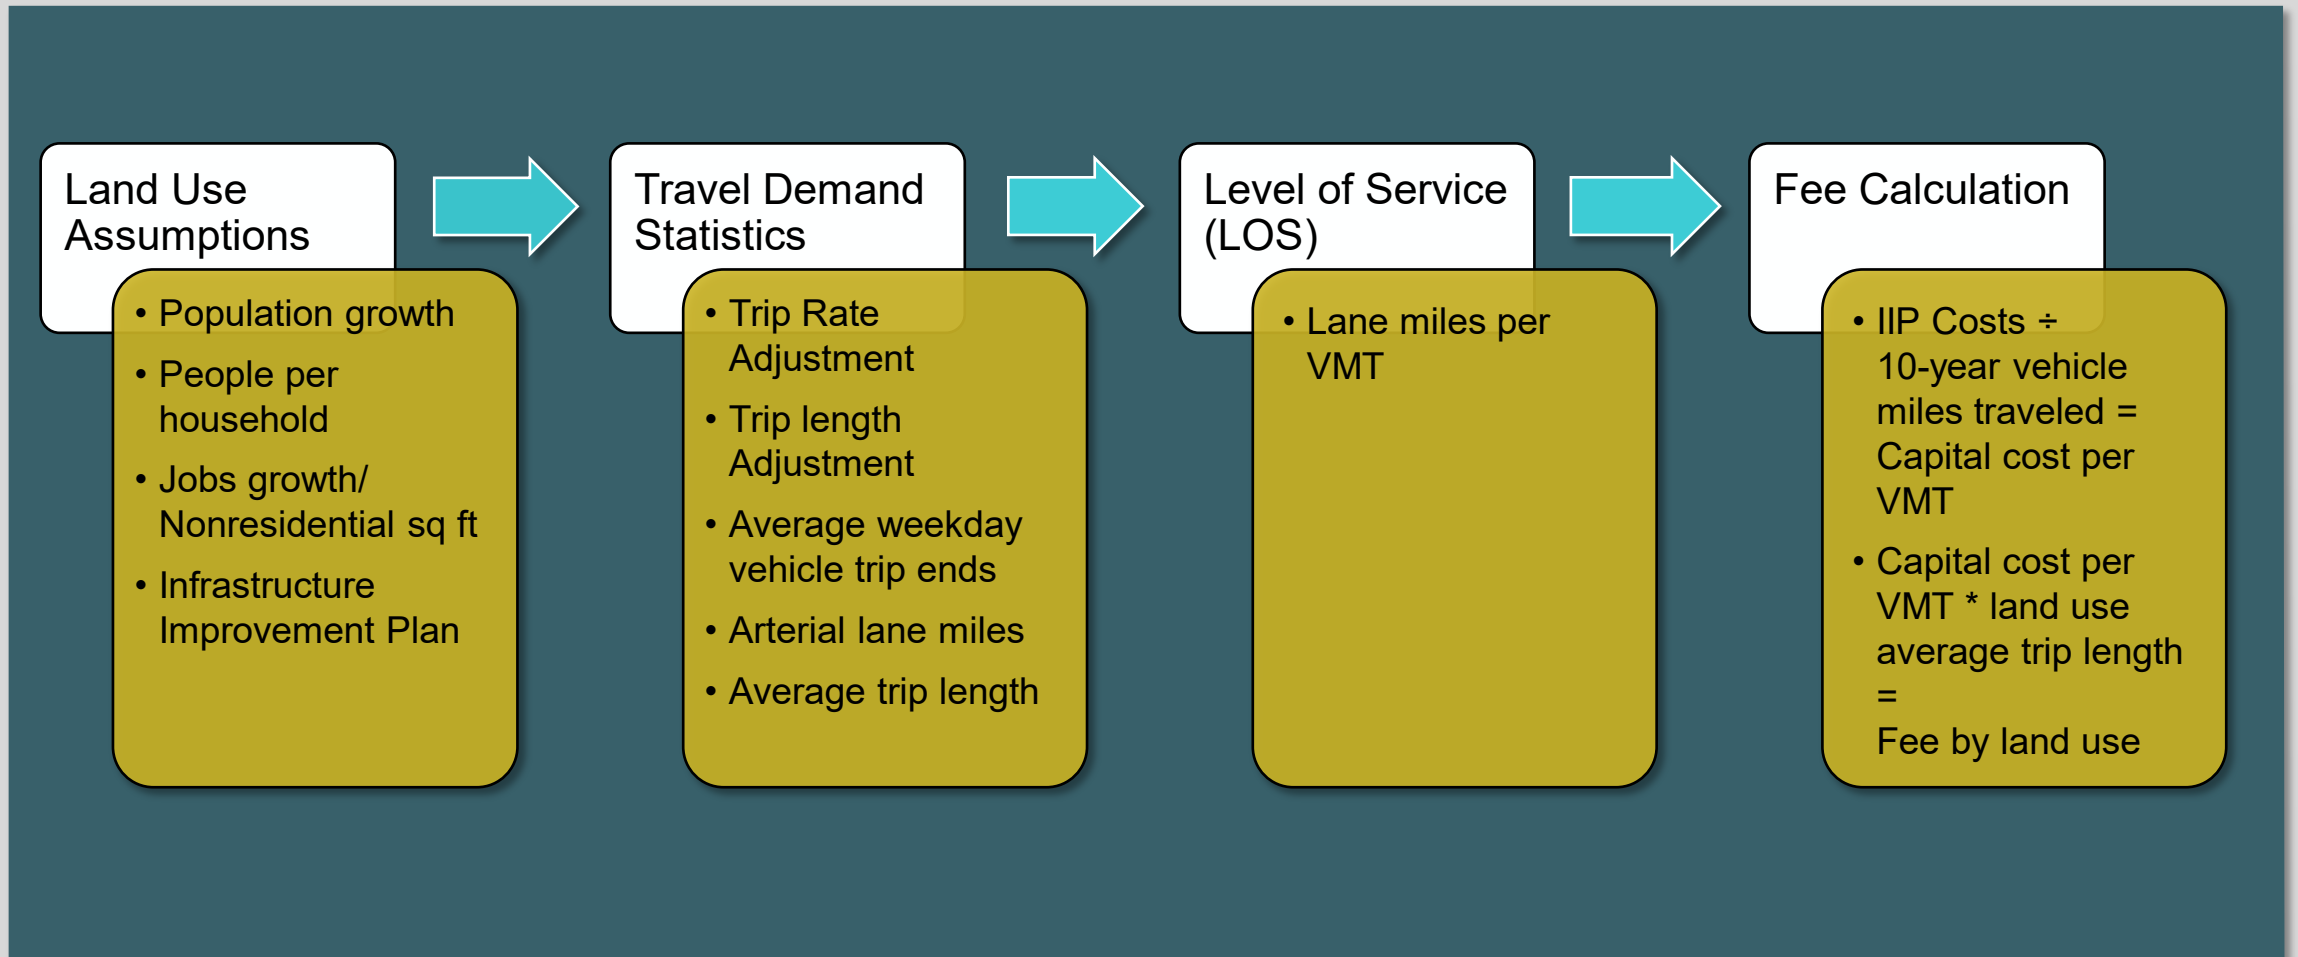 Land Use
Assumptions
• Population growth
• People per
household
• Jobs growth/
Nonresidential sq ft
• Infrastructure
Improvement Plan
Travel Demand
Statistics
• Trip Rate
Adjustment
• Trip length
Adjustment
• Average weekday
vehicle trip ends
• Arterial lane miles
• Average trip length
Level of Service
(LOS)
• Lane miles per
VMT
Fee Calculation
• IIP Costs ÷
10-year vehicle
miles traveled =
Capital cost per
VMT
• Capital cost per
VMT * land use
average trip length
=
Fee by land use